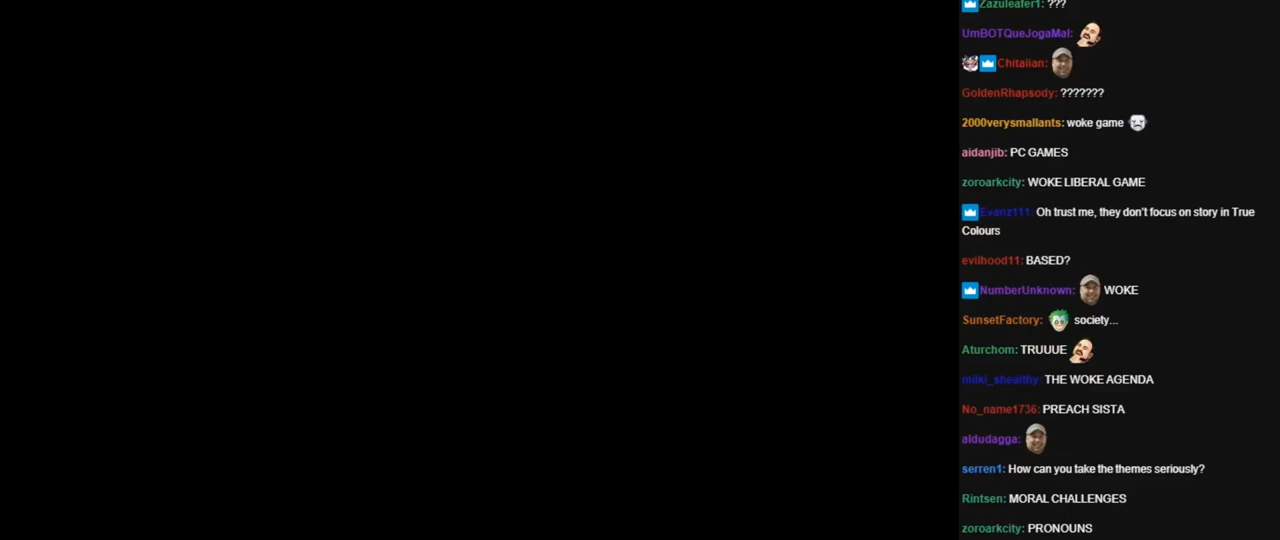 Zazuleafer1: ???
UmBOTQueJogaMal:
Chitalian:
GoldenRhapsody: ???????
2000verysmallants: woke game
aidanjib: PC GAMES
zoroarkcity: WOKE LIBERAL GAME
Evanz111: Oh trust me, they don't focus on story in True
Colours
evilhood11: BASED?
NumberUnknown: WOKE
SunsetFactory: society...
Aturchom: TRUUUE
miiki_shealthy: THE WOKE AGENDA
No_name1736: PREACH SISTA
aldudagga:
serren1: How can you take the themes seriously?
Rintsen: MORAL CHALLENGES
zoroarkcity: PRONOUNS